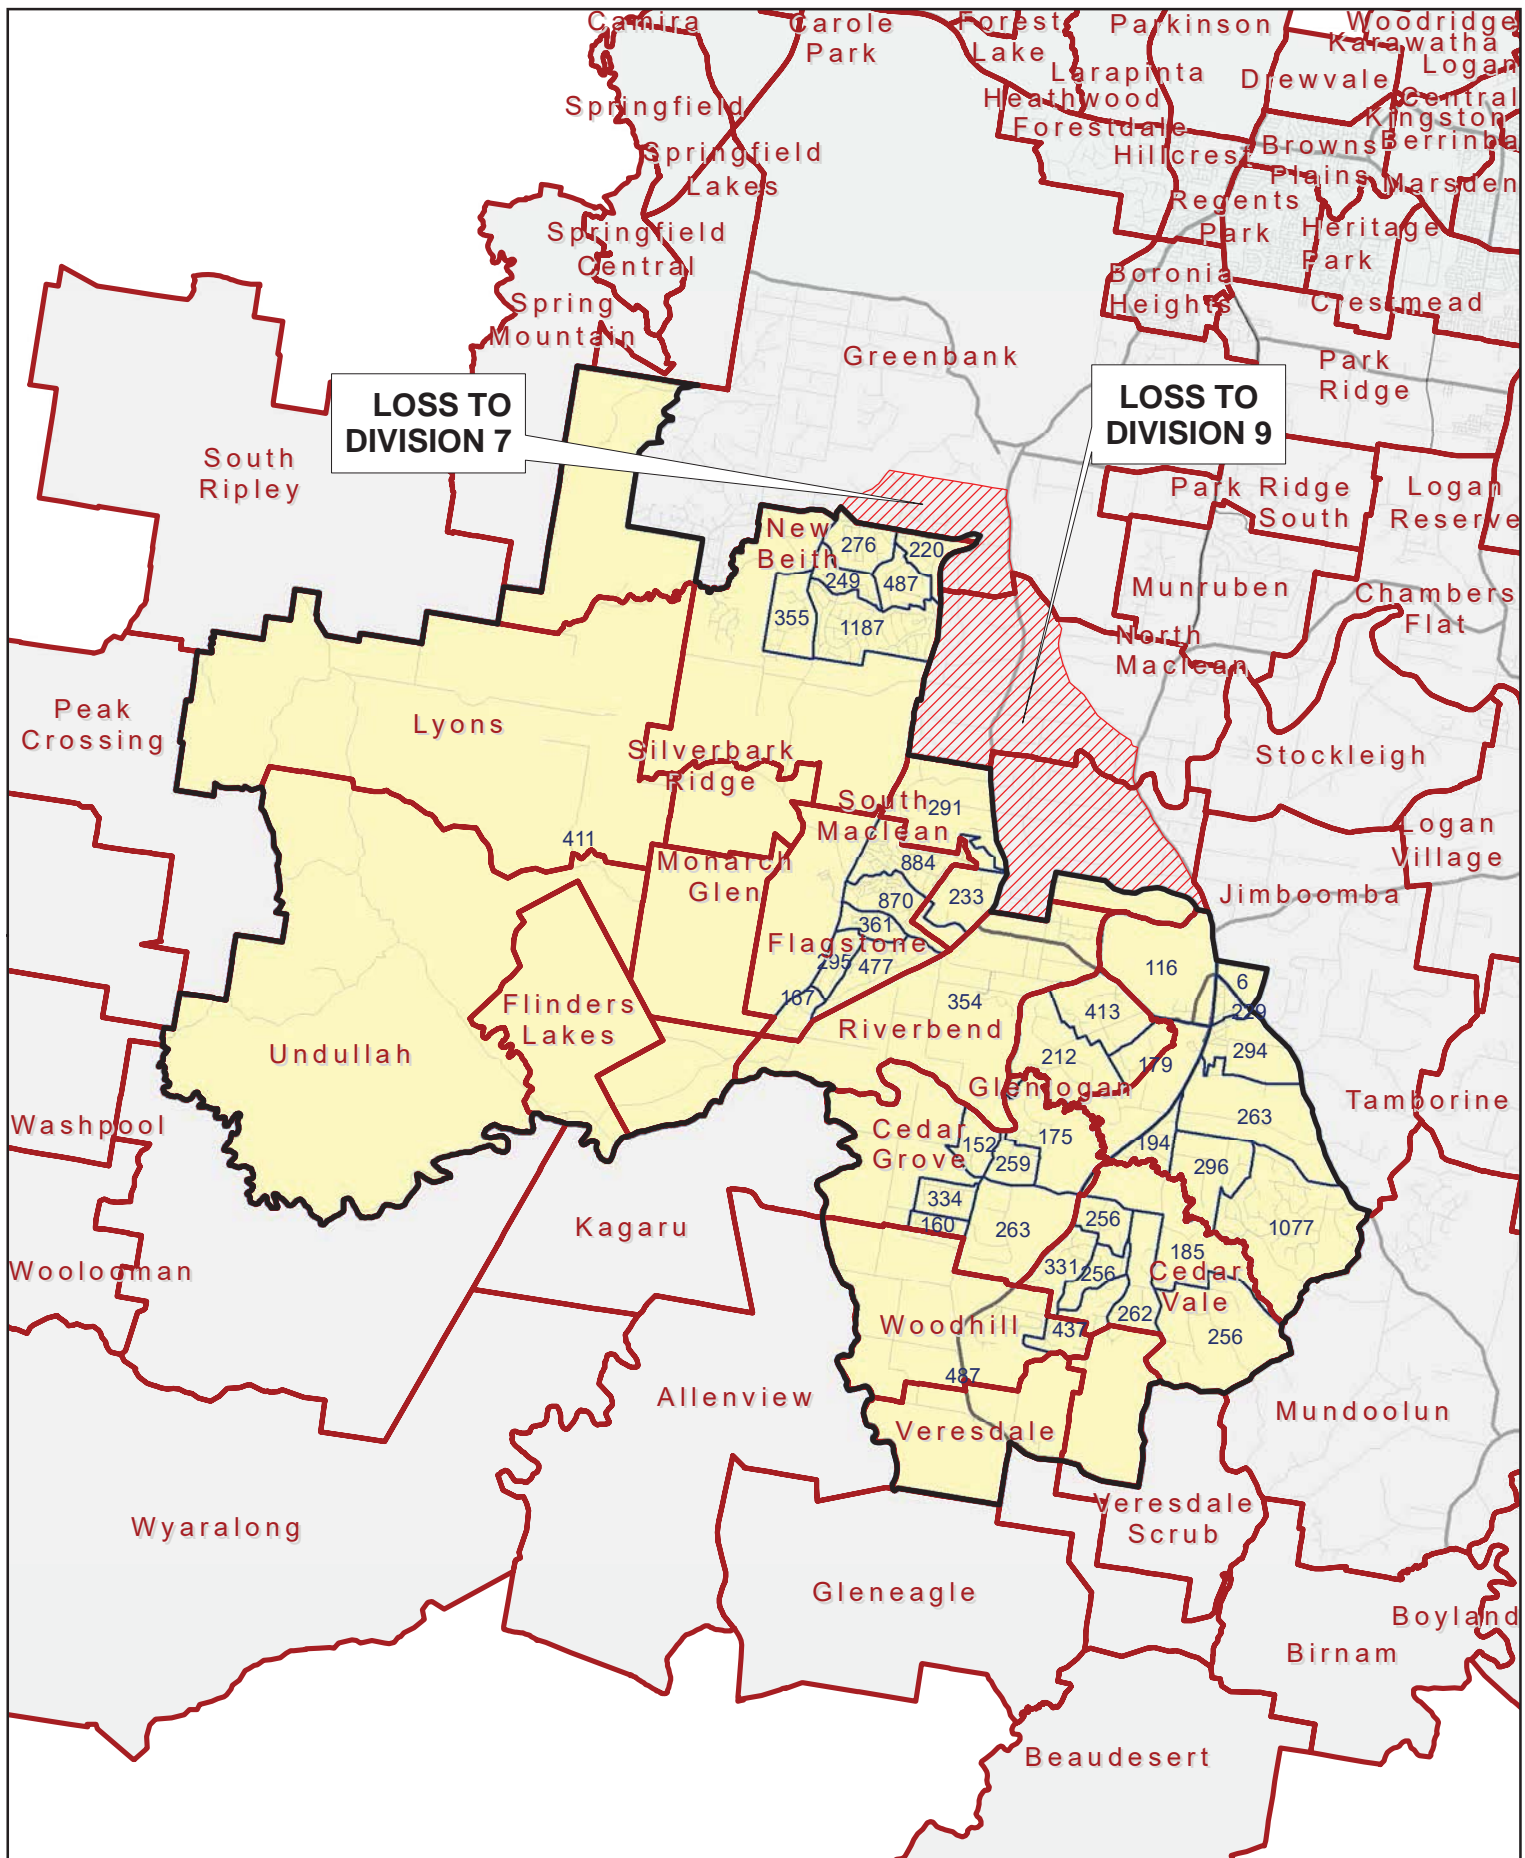 Camira
Carole
Park
Forest
Lake
Parkinson
Woodridge
Karawatha
Logan
Central
Larapinta
Drewvale
Heathwood
Kingston
Springfield
Forestdale
Hillcrest
Browns
Plains
Berrinba
Springfield
Lakes
Marsden
Regents
Park
Springfield
Central
Heritage
Park
Boronia
Heights
Crestmead
Spring
Mountain
Greenbank
Park
Ridge
LOSS TO
DIVISION 7
LOSS TO
DIVISION 9
South
Ripley
Park Ridge
South
Logan
Reserve
New
Beith
276
220
249
487
355
1187
Munruben
Chambers
Flat
North
Maclean
Peak
Crossing
Lyons
Silverbark
Ridge
Stockleigh
South
Maclean
291
411
Monarch
Glen
884
Logan
Village
870
233
Jimboomba
361
Flagstone
295
477
167
116
6
229
354
413
Flinders
Lakes
Riverbend
Undullah
212
179
294
Glenlogan
Washpool
Tamborine
263
Cedar
Grove
152
175
259
194
296
334
160
263
256
1077
Kagaru
185
331
256
Cedar
Vale
Woolooman
262
Woodhill
437
256
487
Allenview
Veresdale
Mundoolun
Wyaralong
Veresdale
Scrub
Gleneagle
Boyland
Birnam
Beaudesert